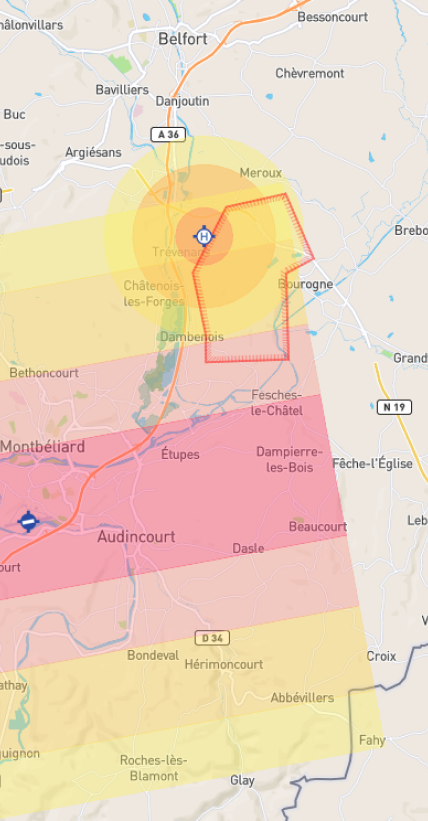 Bessoncourt
hâlonvillars
Belfort
Chèvremont
Bavilliers
Danjoutin
Buc
A 36
-sous-
udois
Argiésans
Meroux
H
Brebo
Châtenois-
les-Forges
Bourogne
Dambenois
Grand
Bethoncourt
Fesches-
le-Châtel
N 19
Montbéliard
Étupes
Dampierre-
les-Bois
Fêche-l'Église
Leb
Beaucourt
Audincourt
Dasle
ourt
D 34
V
Bondeval
Croix
Hérimoncourt
athay
Abbévillers
Fahy
uignon
Roches-lès-
Blamont
Glay